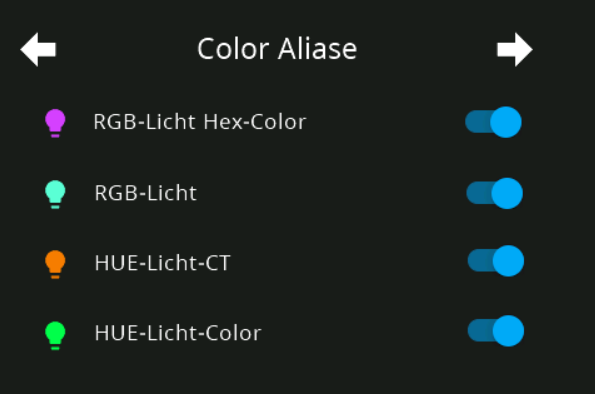 Color Aliase
RGB-Licht Hex-Color
RGB-Licht
HUE-Licht-CT
HUE-Licht-Color